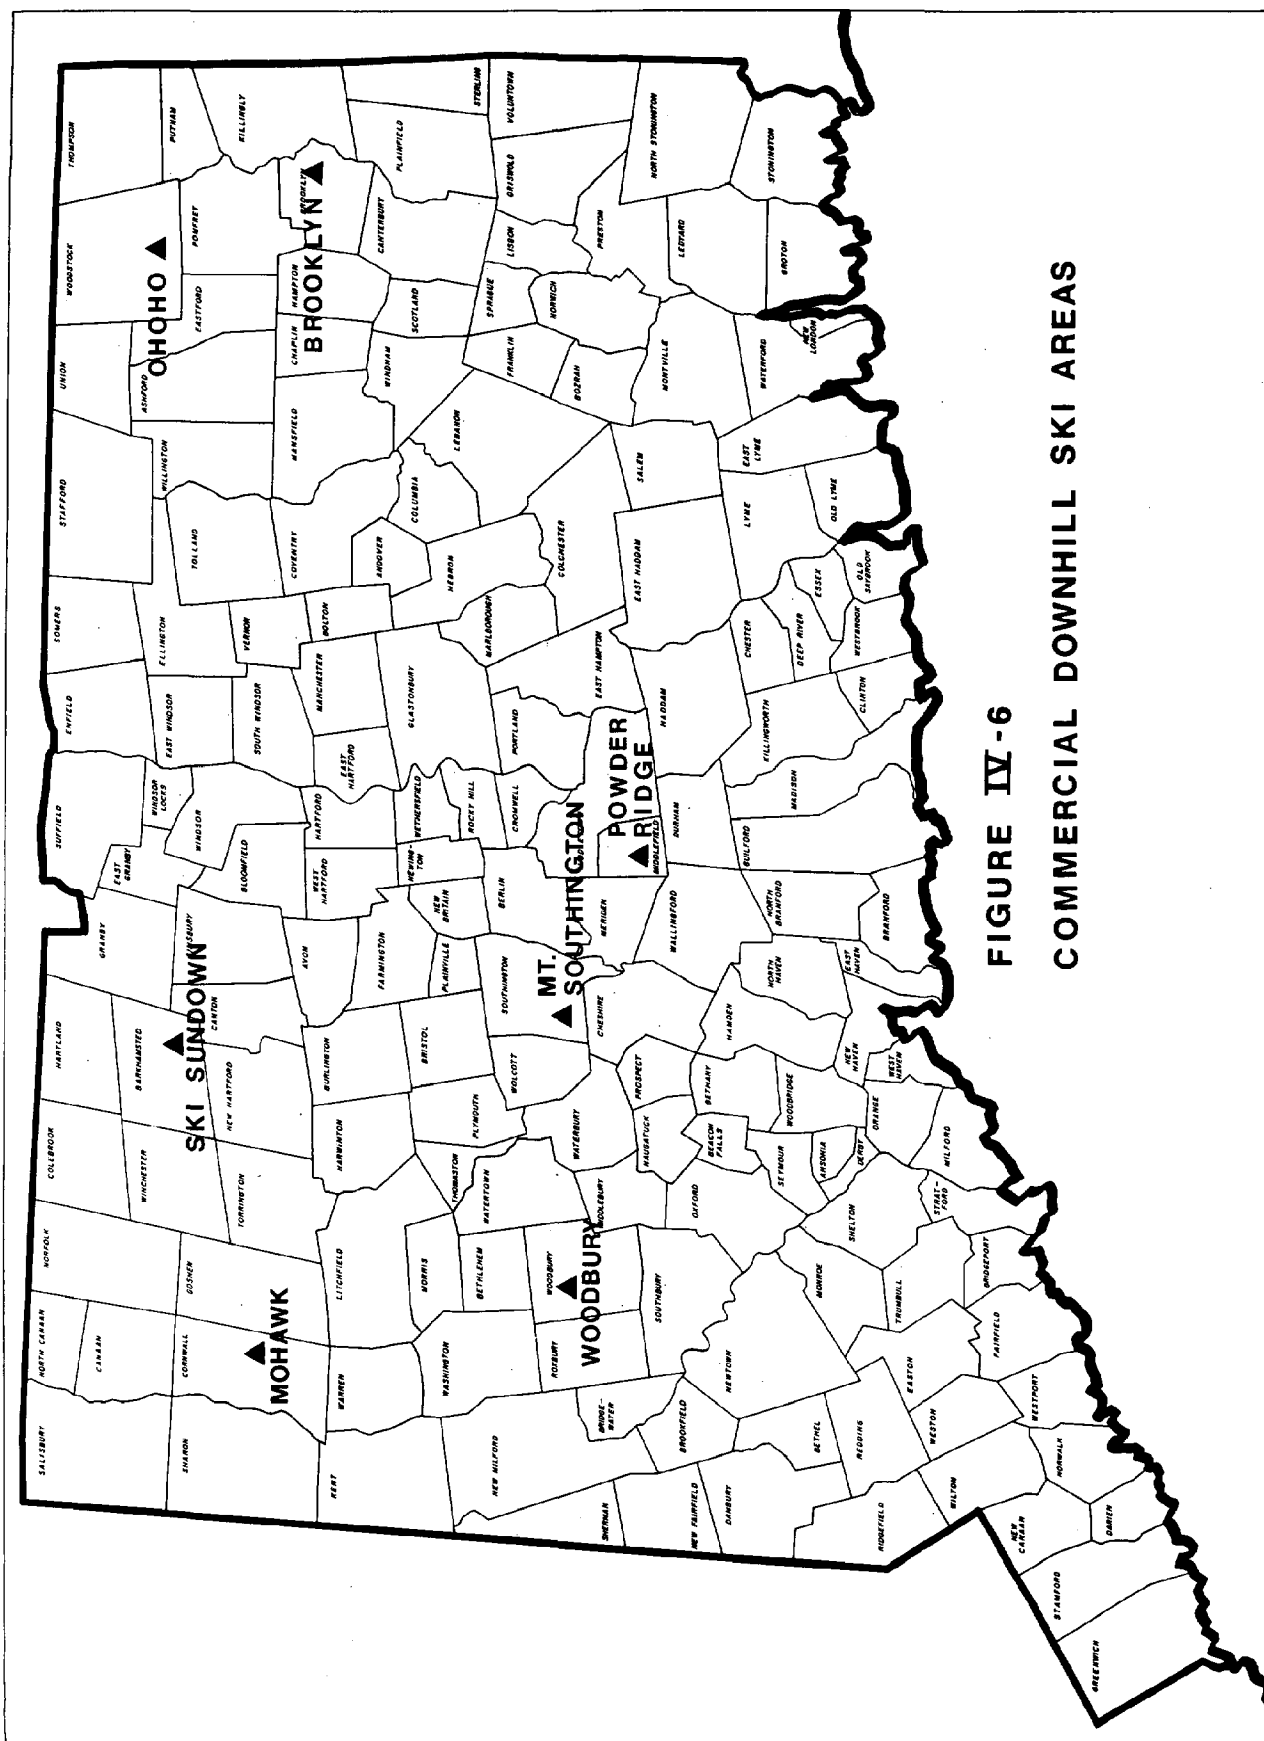 SALISBURY
NORTH CANAAN
CANAAN
NORFOLK
COLEBROOK
HARTLAND
GRANBY
SUFFIELD
ENFIELD
SOMERS
STAFFORD
UNION
WOODSTOCK
THOMPSON
SHARON
CORNWALL
GOSHEN
WINCHESTER
BARKHAMSTED
EAST
GRANBY
WINDSOR
LOCKS
EAST WINDSOR
ELLINGTON
WILLINGTON
ASHFORD
EASTFORD
POMFRET
PUTNAM
OHOHO
TORRINGTON
NEW HARTFORD
CANTON
SKI SUNDOWN
BLOOMFIELD
WINDSOR
SOUTH WINDSOR
VERNON
TOLLAND
MANSFIELD
CHAPLIN
HAMPTON
BROOKLYN
KILLINGLY
BROOKLYN
MOHAWK
KENT
WARREN
LITCHFIELD
HARWINTON
BURLINGTON
AVON
WEST
HARTFORD
HARTFORD
EAST
HARTFORD
MANCHESTER
BOLTON
COVENTRY
ANDOVER
COLUMBIA
WINDHAM
SCOTLAND
CANTERBURY
PLAINFIELD
STERLING
WASHINGTON
MORRIS
BETHLEHEM
THOMASTON
WATERTOWN
PLYMOUTH
BRISTOL
FARMINGTON
PLAINVILLE
NEW
BRITAIN
NEWING-
TON
WETHERSFIELD
ROCKY HILL
GLASTONBURY
MARLBOROUGH
HEBRON
LEBANON
FRANKLIN
SPRAGUE
LISBON
GRISWOLD
VOLUNTOWN
NEW MILFORD
ROXBURY
WOODBURY
WOODBURY
WOLCOTT
SOUTHINGTON
BERLIN
CROMWELL
PORTLAND
EAST HAMPTON
COLCHESTER
BOZRAH
NORWICH
PRESTON
NORTH STONINGTON
MT.
SOUTHINGTON
SHERMAN
BRIDGE-
WATER
SOUTHBURY
MIDDLEBURY
WATERBURY
NAUGATUCK
PROSPECT
CHESHIRE
MERIDEN
MIDDLEFIELD
POWDER
RIDGE
HADDAM
EAST HADDAM
SALEM
MONTVILLE
LEDYARD
STONINGTON
NEW FAIRFIELD
BROOKFIELD
NEWTOWN
OXFORD
BEACON
FALLS
BETHANY
HAMDEN
WALLINGFORD
DURHAM
KILLINGWORTH
CHESTER
DEEP RIVER
ESSEX
LYME
EAST
LYME
WATERFORD
NEW
LONDON
GROTON
DANBURY
BETHEL
MONROE
SEYMOUR
ANSONIA
DERBY
WOODBRIDGE
NORTH
HAVEN
NORTH
BRANFORD
GUILFORD
MADISON
CLINTON
WESTBROOK
OLD
SAYBROOK
OLD LYME
RIDGEFIELD
REDDING
EASTON
TRUMBULL
SHELTON
ORANGE
NEW
HAVEN
WEST
HAVEN
EAST
HAVEN
BRANFORD
WILTON
WESTON
FAIRFIELD
BRIDGEPORT
STRAT-
FORD
MILFORD
NEW
CANAAN
NORWALK
WESTPORT
DARIEN
STAMFORD
GREENWICH
FIGURE IV-6
COMMERCIAL DOWNHILL SKI AREAS